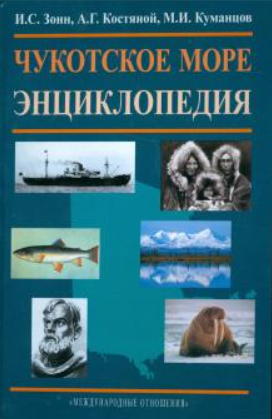 И.С. Зонн, А.Г. Костяной, М.И. Куманцов
ЧУКОТСКОЕ МОРЕ
ЭНЦИКЛОПЕДИЯ
«МЕЖДУНАРОДНЫЕ ОТНОШЕНИЯ»